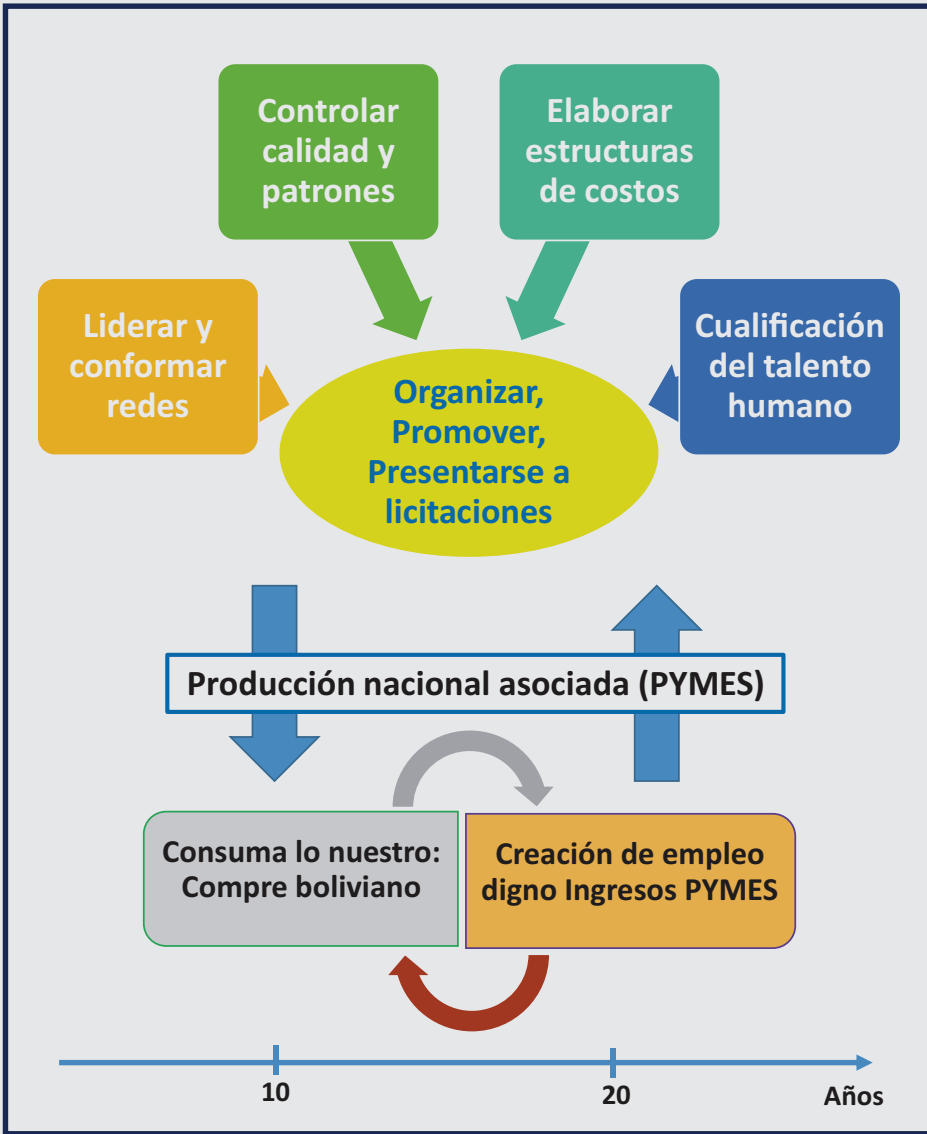 Controlar
calidad y
patrones
Elaborar
estructuras
de costos
Liderar y
conformar
redes
Cualificación
del talento
humano
Organizar,
Promover,
Presentarse a
licitaciones
Producción nacional asociada (PYMES)
Consuma lo nuestro:
Compre boliviano
Creación de empleo
digno Ingresos PYMES
10
20
Años